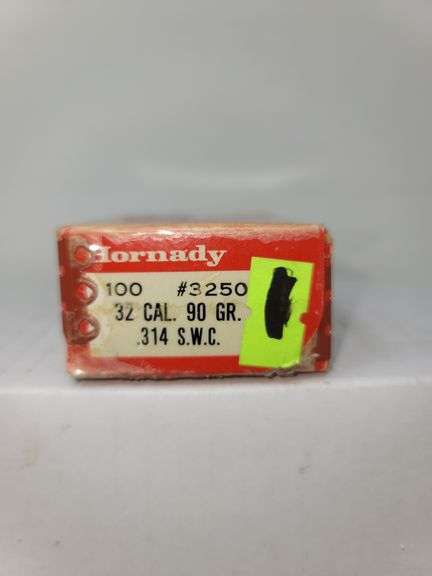 Hornady
100 #3250
32 CAL. 90 GR.
.314 S.W.C.